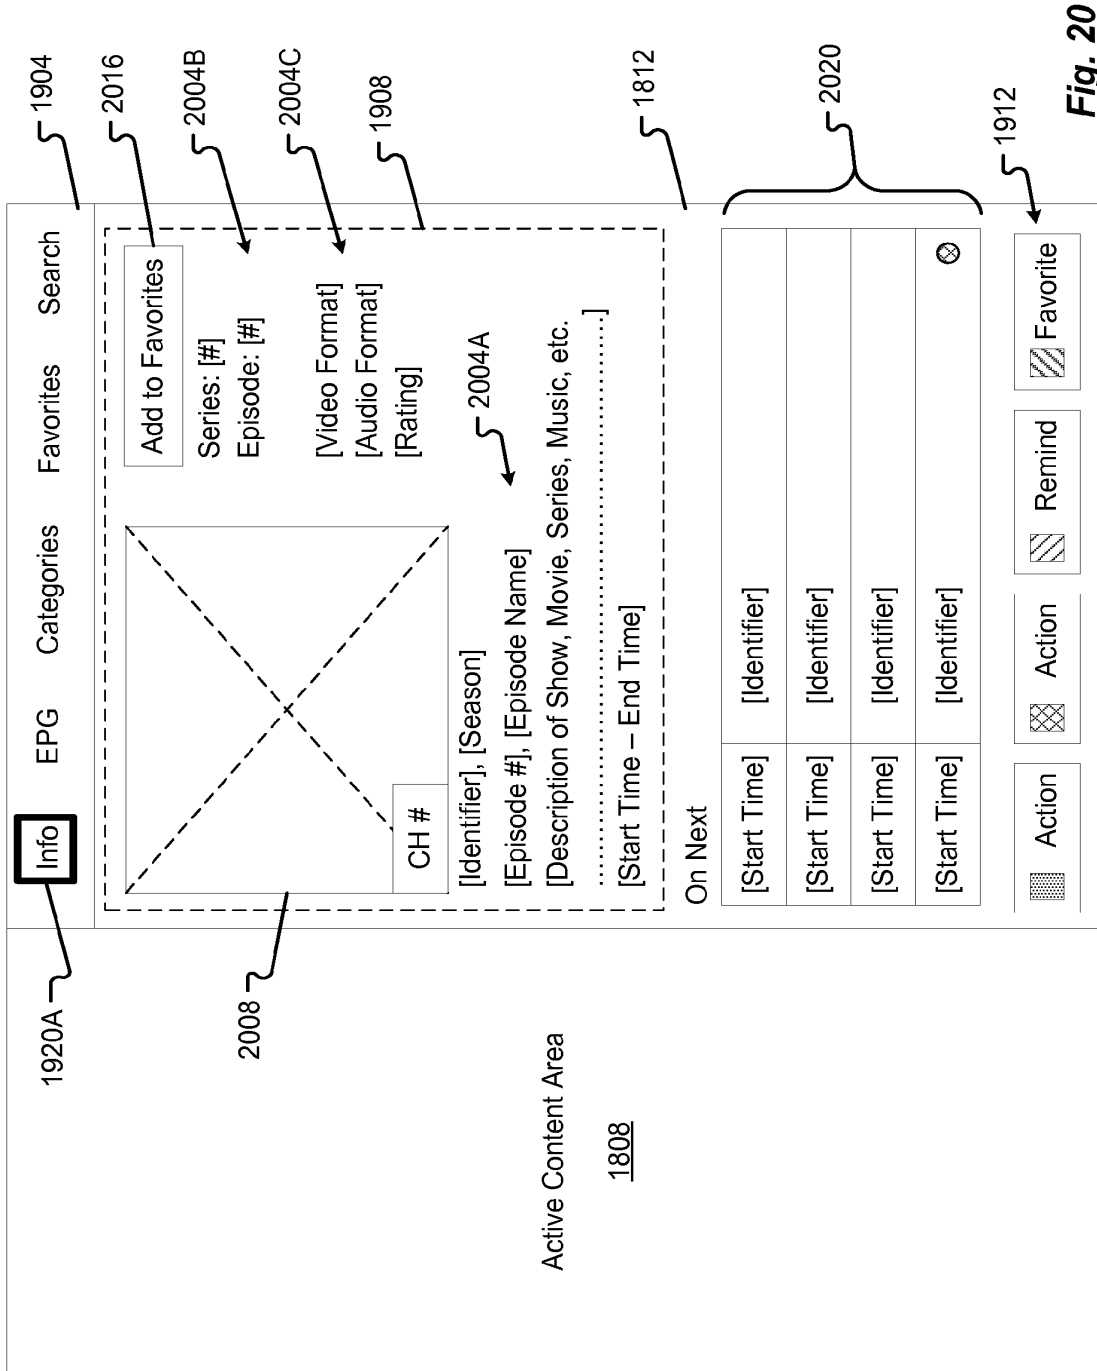 1920A
Info
EPG
Categories
Favorites
Search
1904
2008
CH #
Add to Favorites
2016
Series: [#]
Episode: [#]
2004B
[Video Format]
[Audio Format]
[Rating]
2004C
1908
[Identifier], [Season]
[Episode #], [Episode Name]
2004A
[Description of Show, Movie, Series, Music, etc.
............................................................]
[Start Time – End Time]
Active Content Area
1808
1812
On Next
[Start Time] [Identifier]
[Start Time] [Identifier]
[Start Time] [Identifier]
[Start Time] [Identifier]
2020
Action
Action
Remind
Favorite
1912
Fig. 20